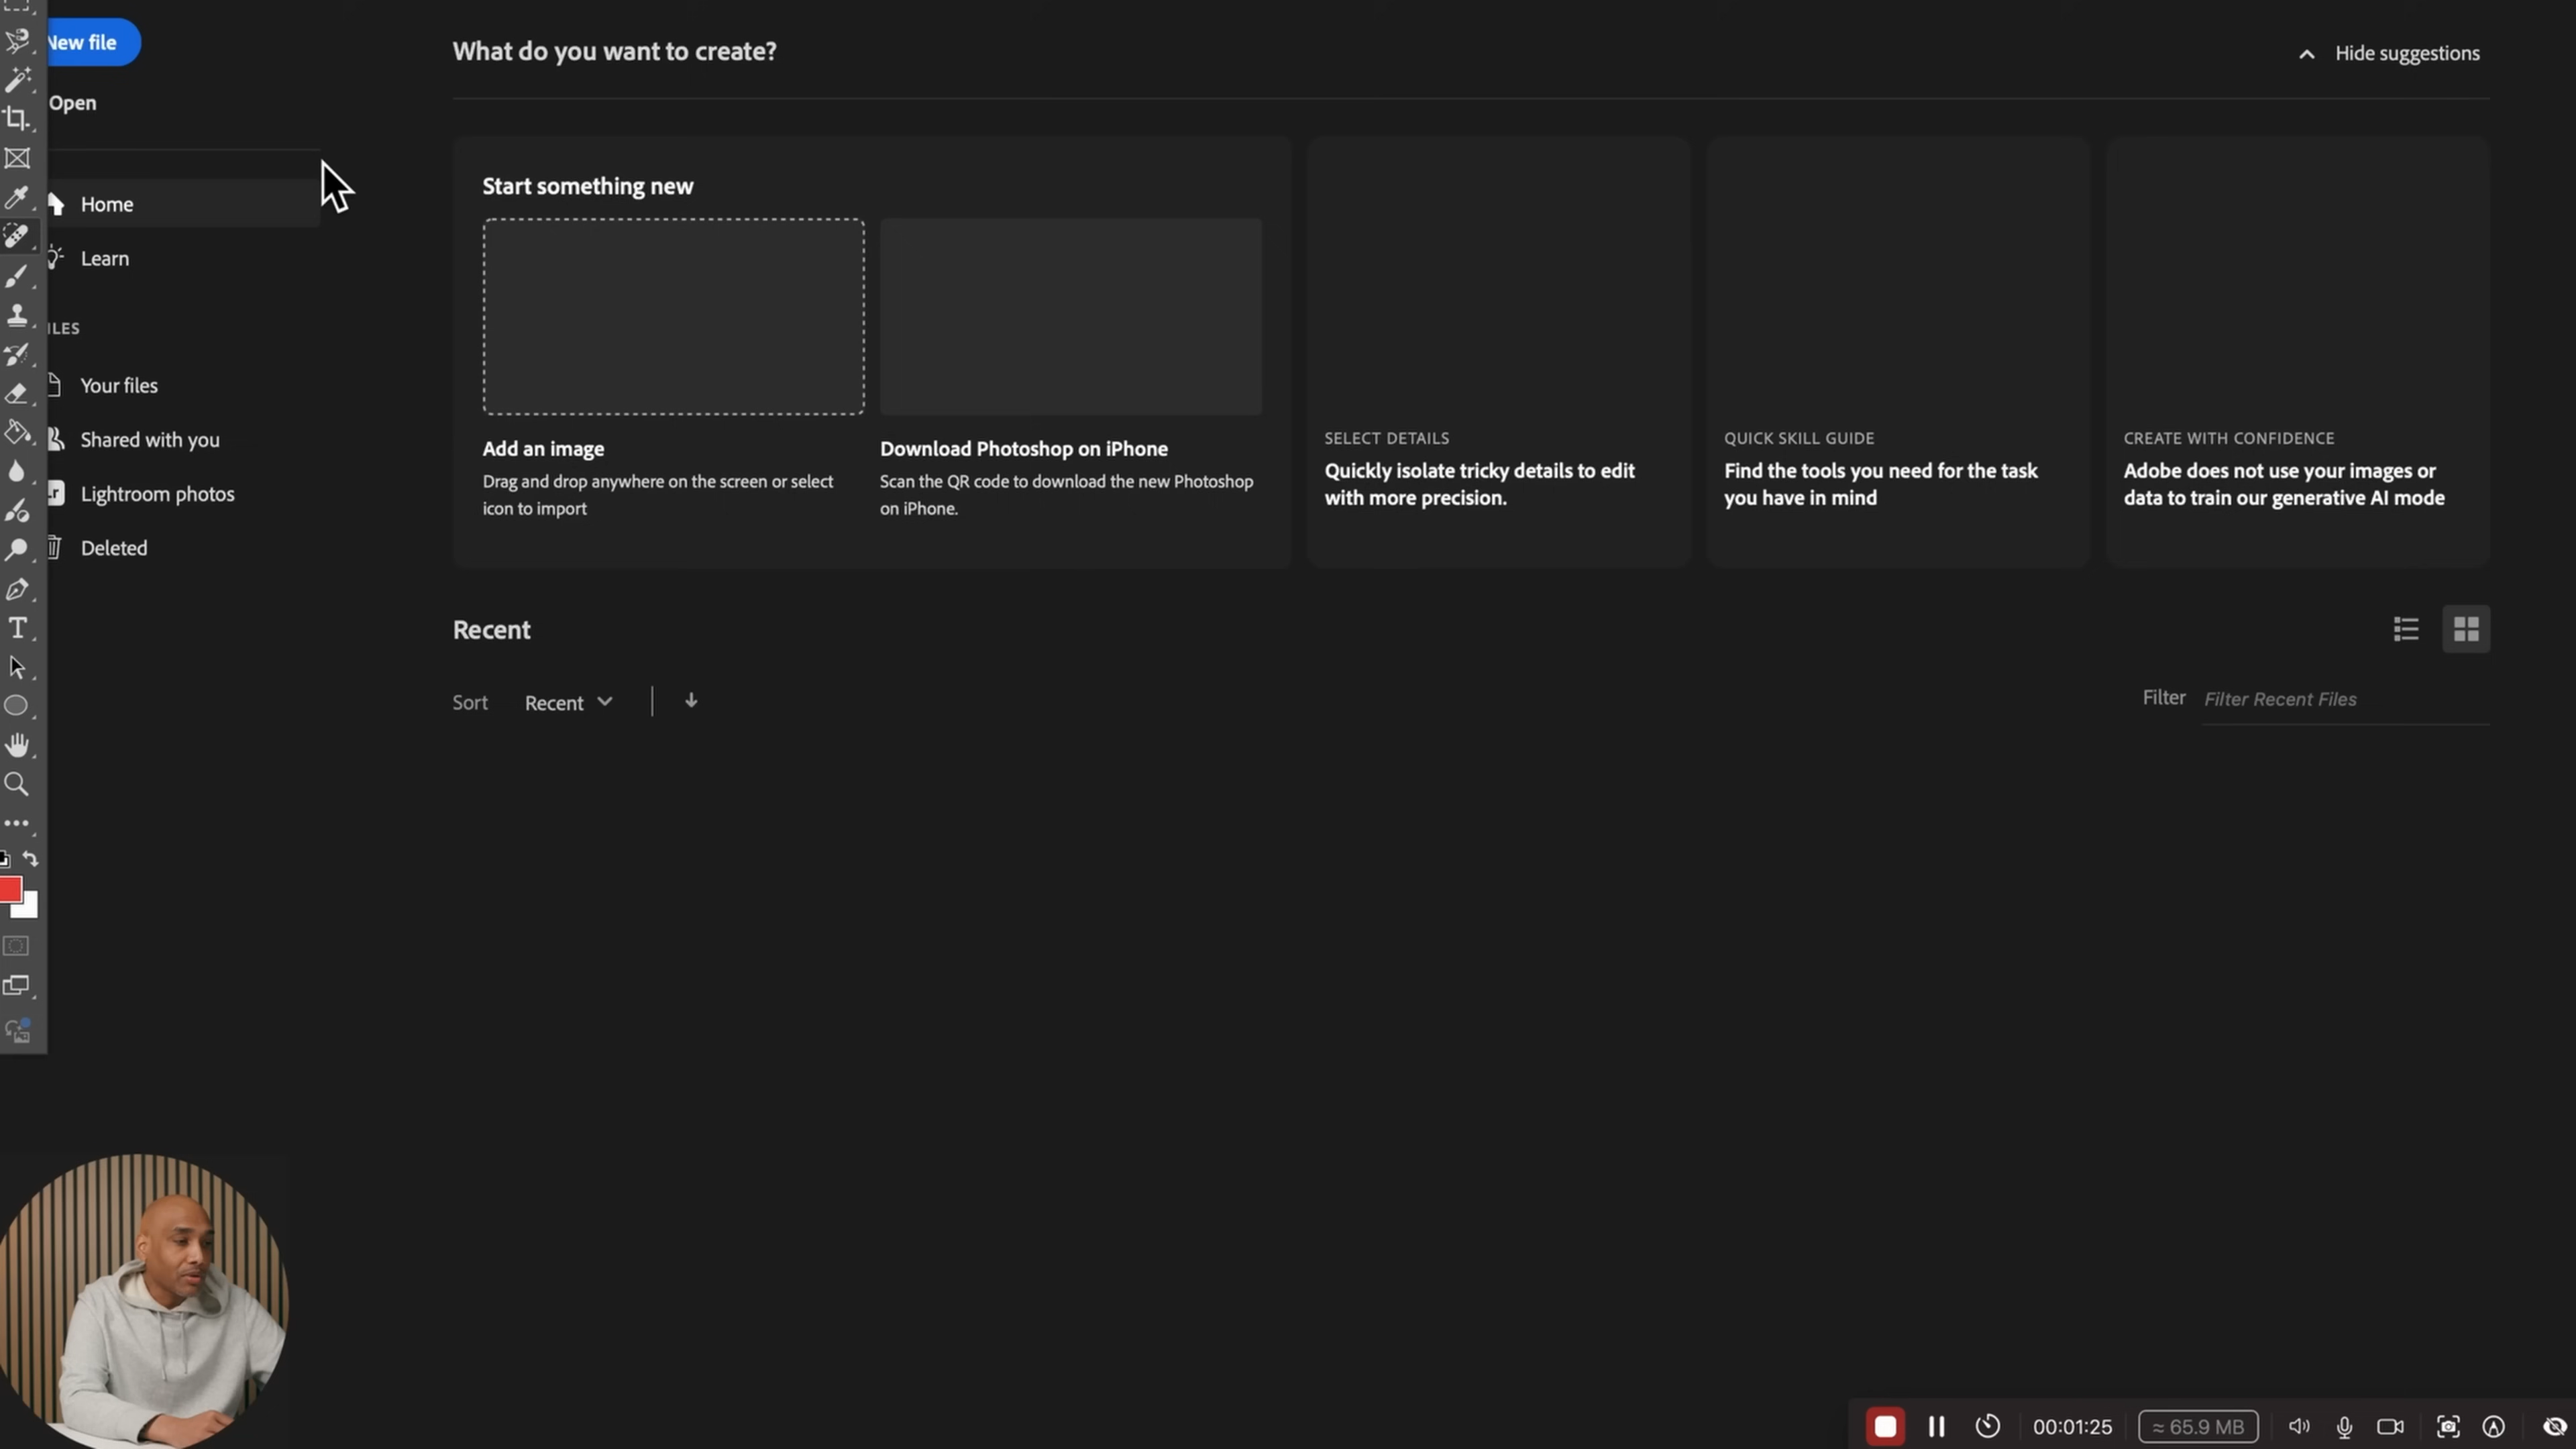 New file
Open
Home
Learn
ILES
Your files
Shared with you
Lightroom photos
Deleted
What do you want to create?
Hide suggestions
Start something new
Add an image
Drag and drop anywhere on the screen or select
icon to import
Download Photoshop on iPhone
Scan the QR code to download the new Photoshop
on iPhone.
SELECT DETAILS
Quickly isolate tricky details to edit
with more precision.
QUICK SKILL GUIDE
Find the tools you need for the task
you have in mind
CREATE WITH CONFIDENCE
Adobe does not use your images or
data to train our generative AI mode
Recent
Sort Recent
Filter Filter Recent Files
00:01:25 ≈ 65.9 MB